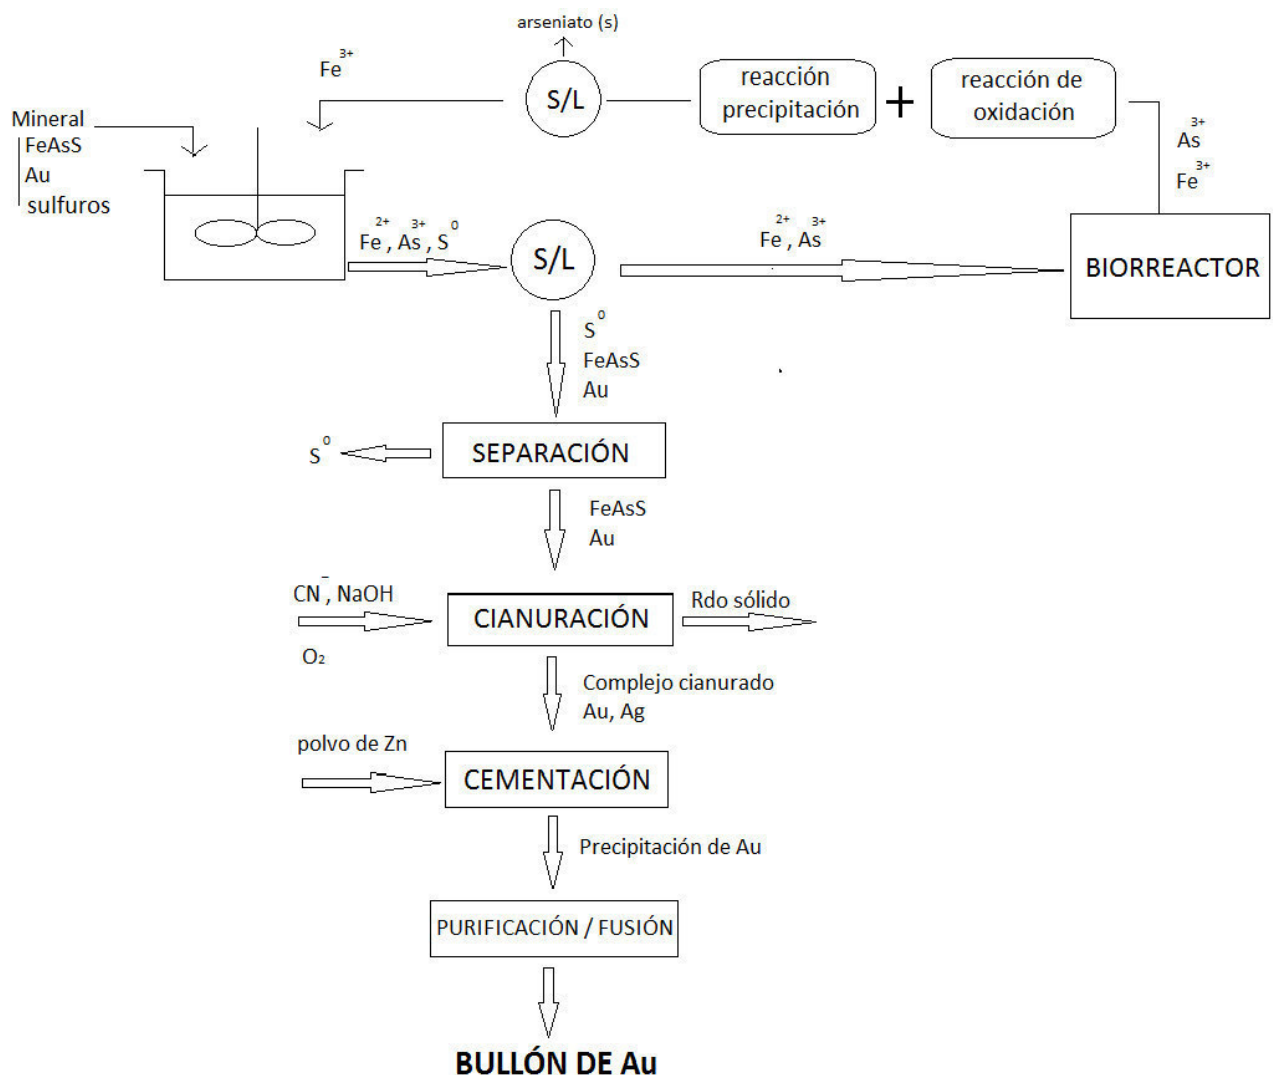 arseniato (s)
Fe³⁺
S/L
reacción
precipitación
+
reacción de
oxidación
Mineral
FeAsS
Au
sulfuros
As³⁺
Fe³⁺
Fe²⁺, As³⁺, S⁰
S/L
Fe²⁺, As³⁺
BIORREACTOR
S⁰
FeAsS
Au
S⁰
SEPARACIÓN
FeAsS
Au
CN⁻, NaOH
O₂
CIANURACIÓN
Rdo sólido
Complejo cianurado
Au, Ag
polvo de Zn
CEMENTACIÓN
Precipitación de Au
PURIFICACIÓN / FUSIÓN
BULLÓN DE Au